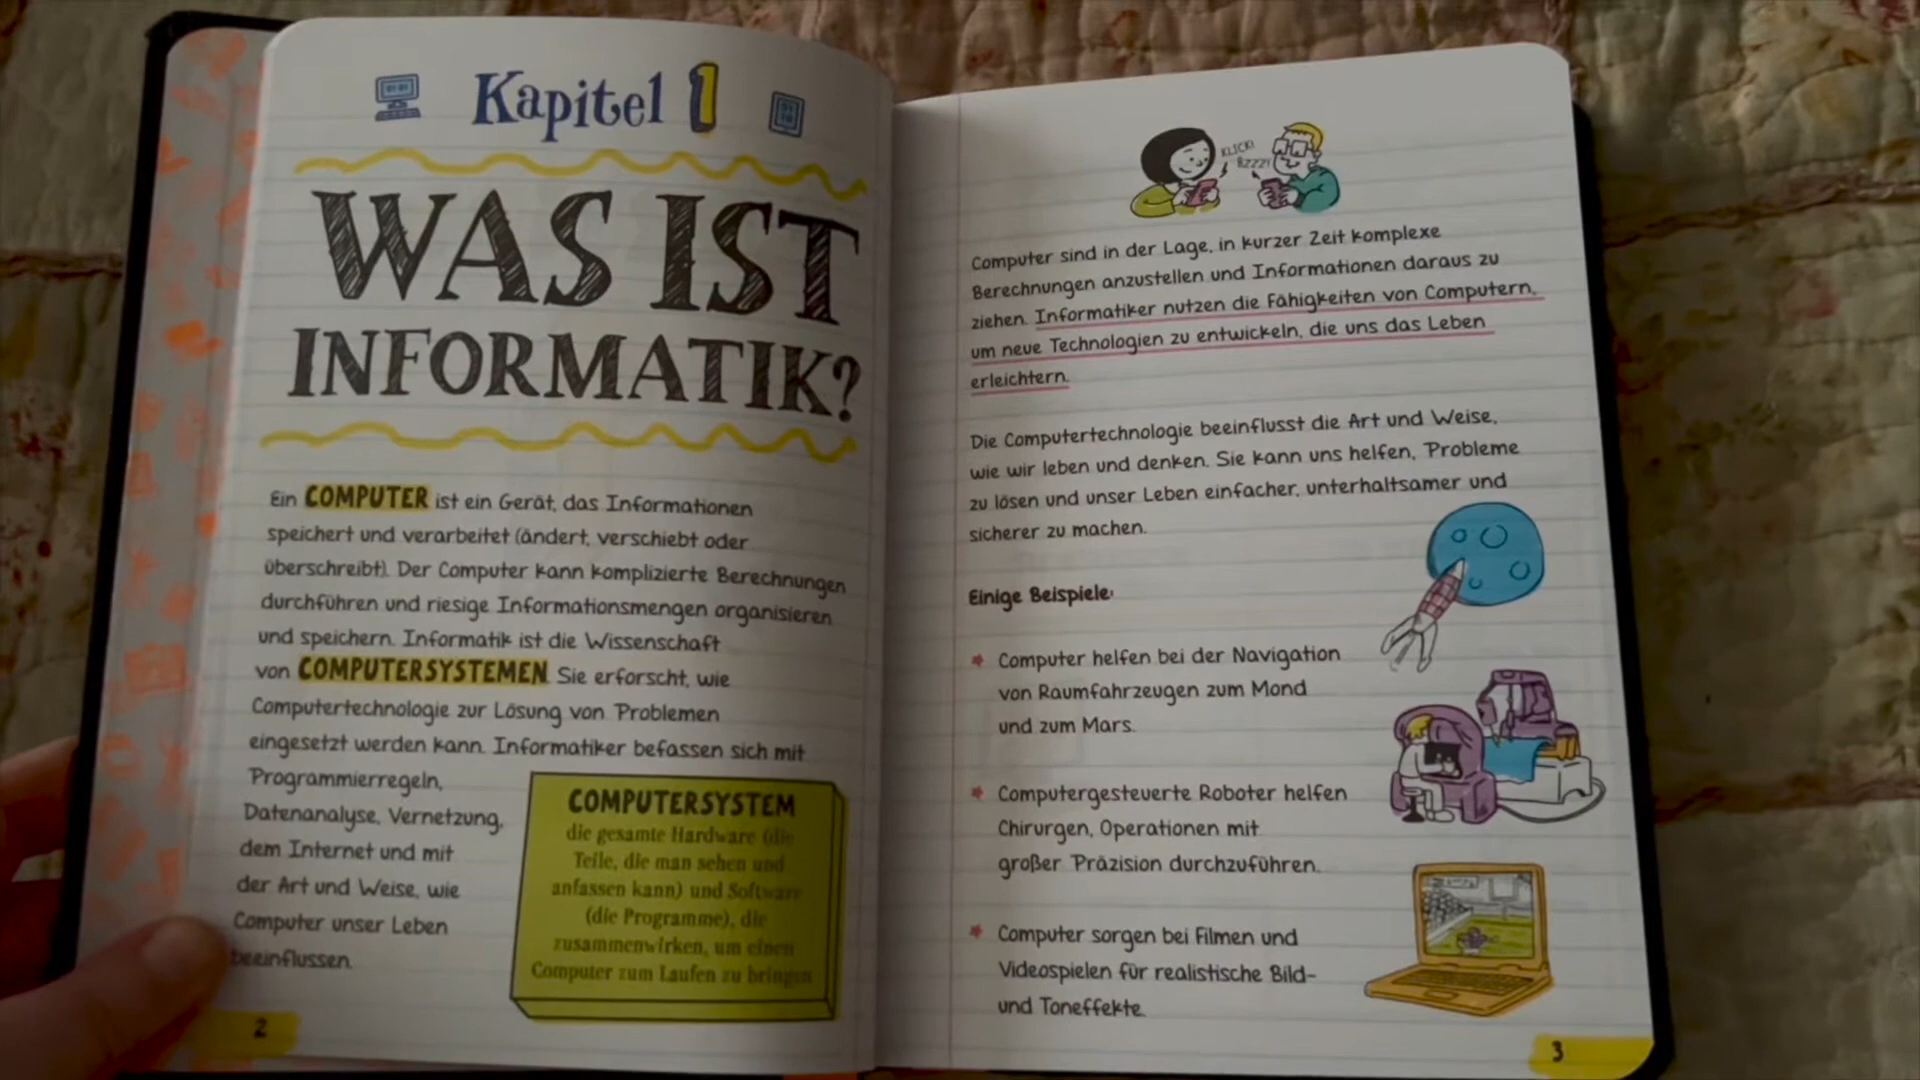 Kapitel 1
WAS IST
INFORMATIK?
Ein COMPUTER ist ein Gerät, das Informationen
speichert und verarbeitet (ändert, verschiebt oder
überschreibt). Der Computer kann komplizierte Berechnungen
durchführen und riesige Informationsmengen organisieren
und speichern. Informatik ist die Wissenschaft
von COMPUTERSYSTEMEN. Sie erforscht, wie
Computertechnologie zur Lösung von Problemen
eingesetzt werden kann. Informatiker befassen sich mit
Programmierregeln,
Datenanalyse, Vernetzung,
dem Internet und mit
der Art und Weise, wie
Computer unser Leben
beeinflussen.
COMPUTERSYSTEM
die gesamte Hardware (die
Teile, die man sehen und
anfassen kann) und Software
(die Programme), die
zusammenwirken, um einen
Computer zum Laufen zu bringen
2
KLICK!
BZZZ!
Computer sind in der Lage, in kurzer Zeit komplexe
Berechnungen anzustellen und Informationen daraus zu
ziehen. Informatiker nutzen die Fähigkeiten von Computern,
um neue Technologien zu entwickeln, die uns das Leben
erleichtern.
Die Computertechnologie beeinflusst die Art und Weise,
wie wir leben und denken. Sie kann uns helfen, Probleme
zu lösen und unser Leben einfacher, unterhaltsamer und
sicherer zu machen.
Einige Beispiele:
Computer helfen bei der Navigation
von Raumfahrzeugen zum Mond
und zum Mars.
Computergesteuerte Roboter helfen
Chirurgen, Operationen mit
großer Präzision durchzuführen.
Computer sorgen bei Filmen und
Videospielen für realistische Bild-
und Toneffekte.
3